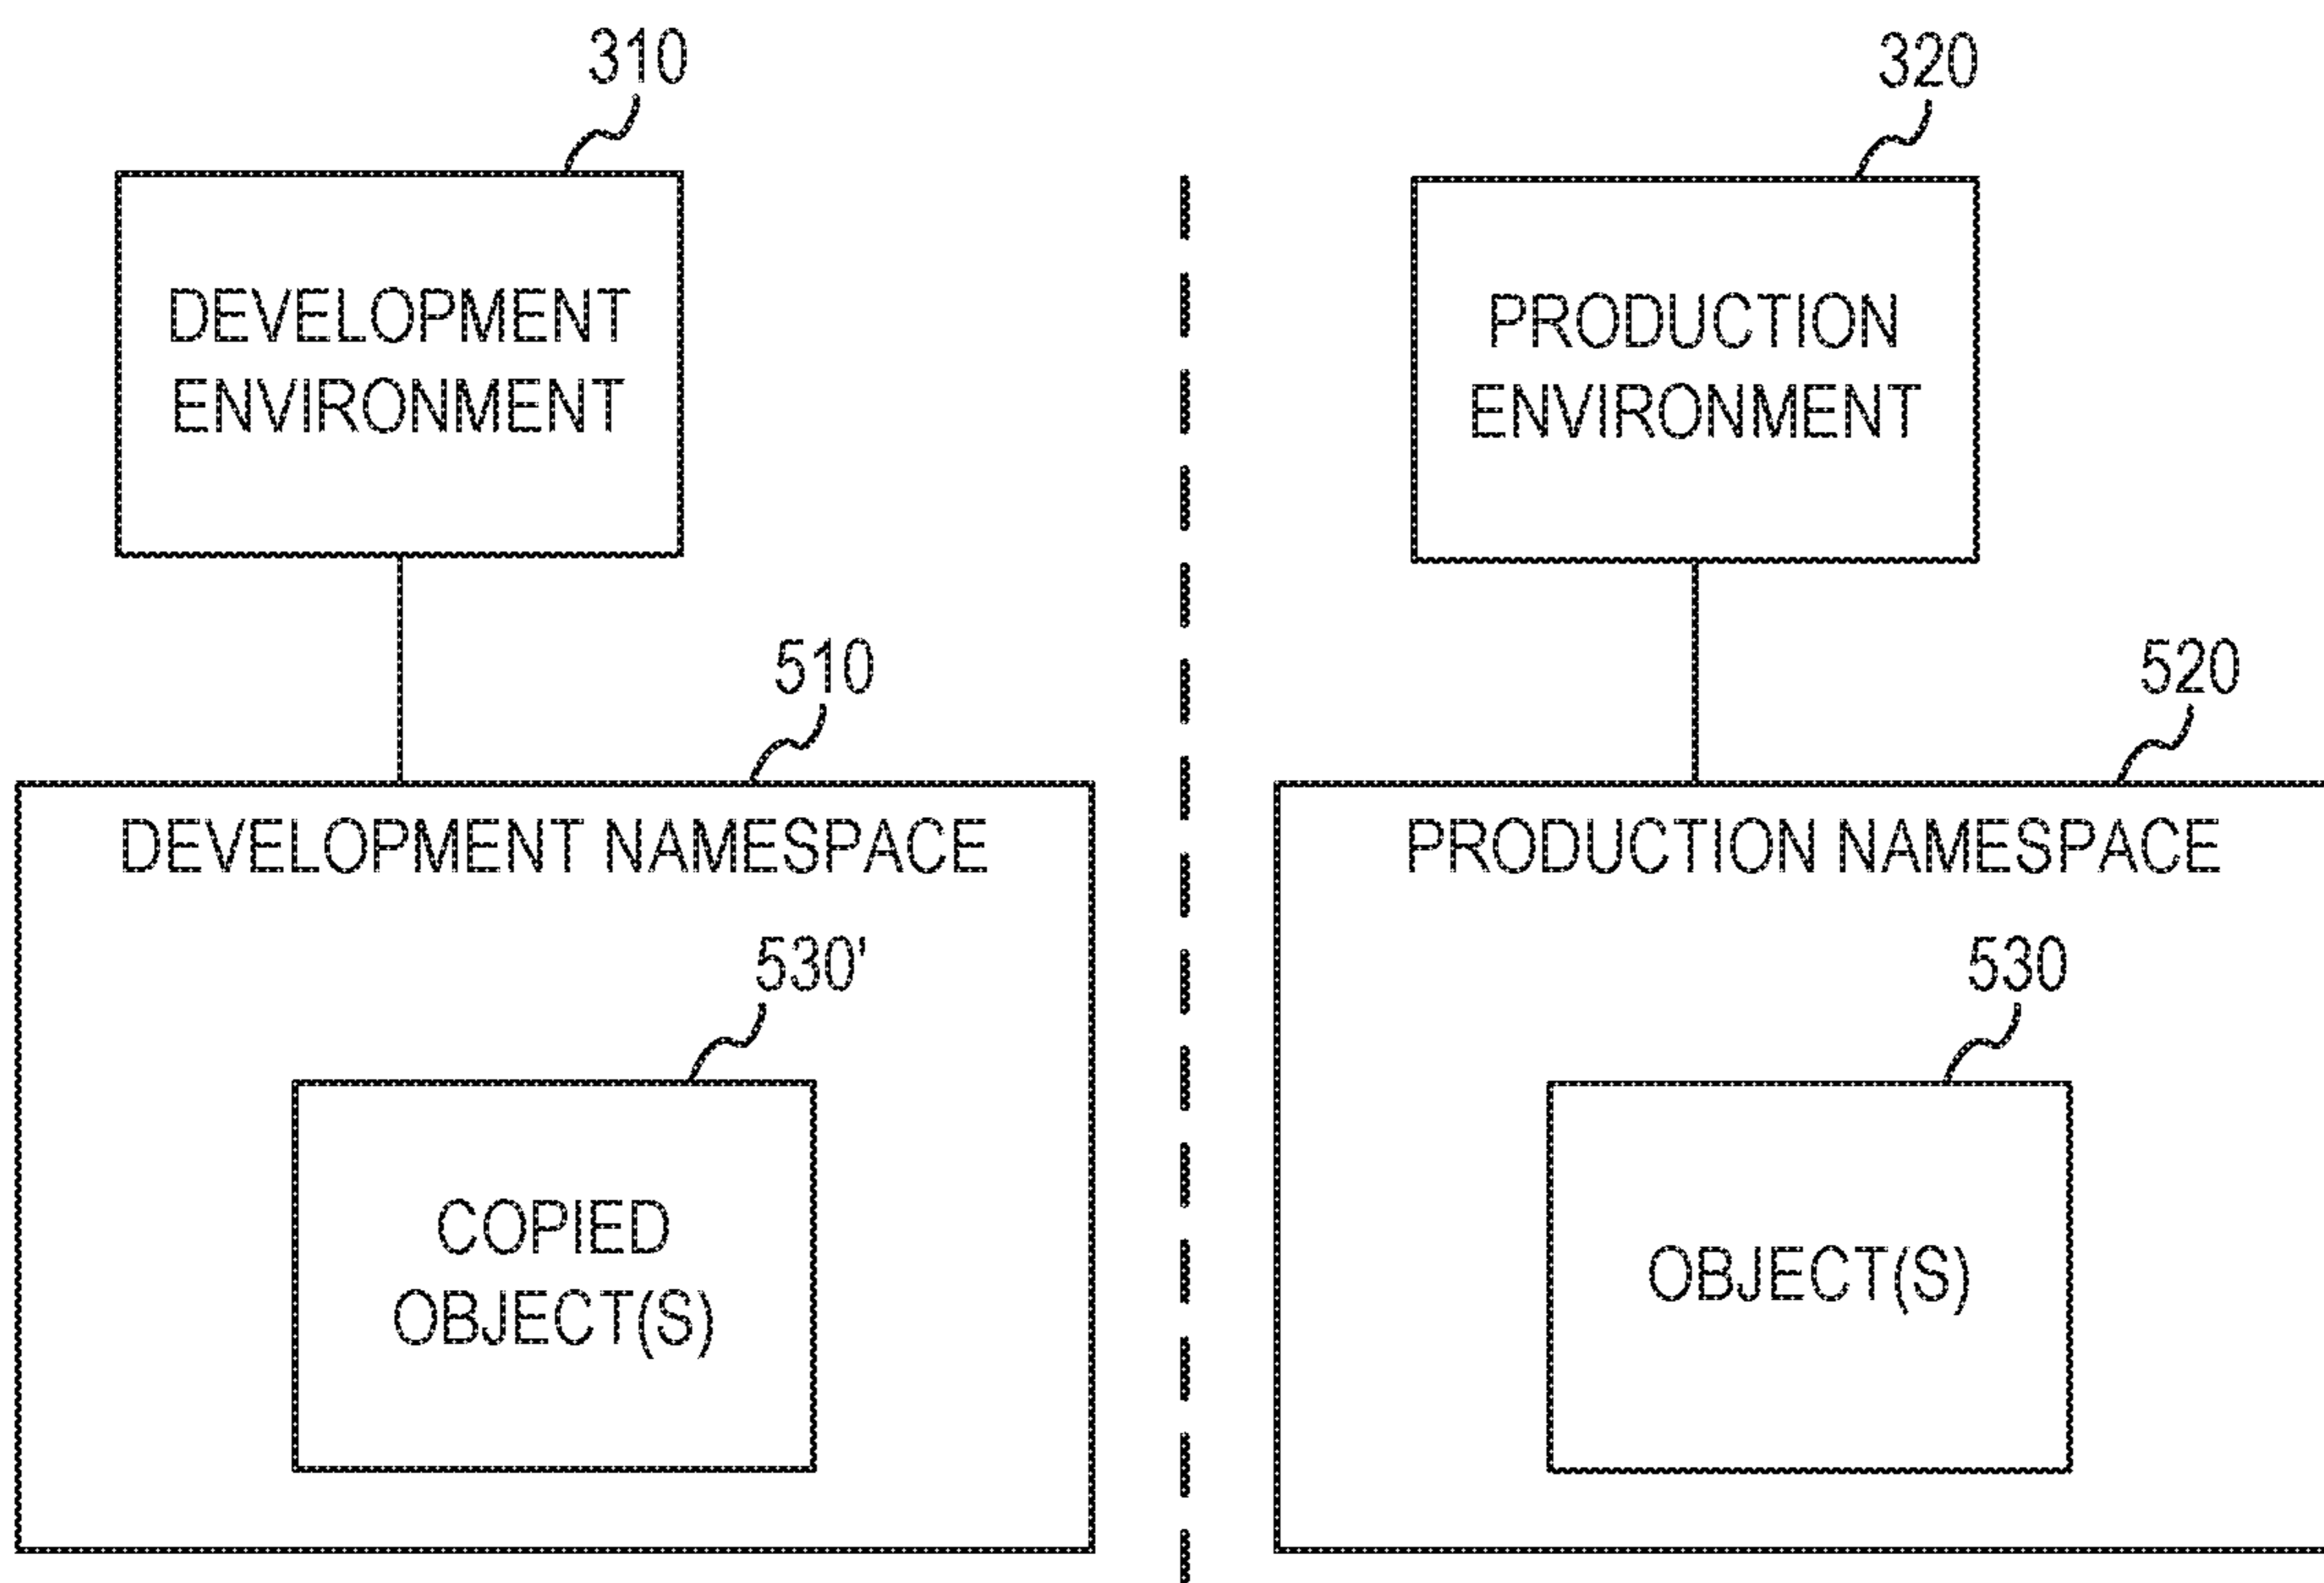 310
320
DEVELOPMENT
ENVIRONMENT
PRODUCTION
ENVIRONMENT
510
520
DEVELOPMENT NAMESPACE
PRODUCTION NAMESPACE
530'
530
COPIED
OBJECT(S)
OBJECT(S)